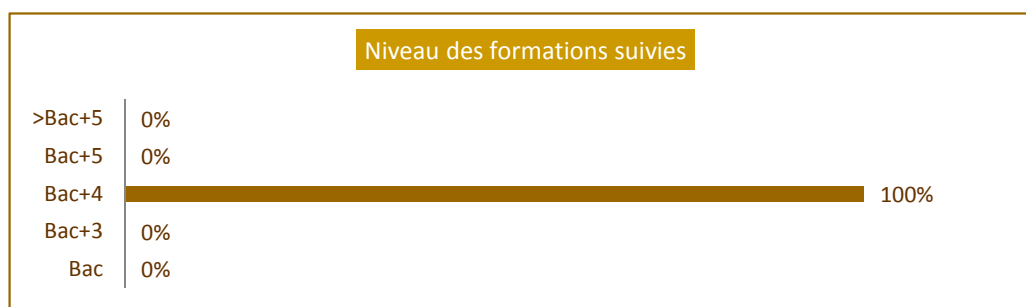 Niveau des formations suivies
>Bac+5 0%
Bac+5 0%
Bac+4 100%
Bac+3 0%
Bac 0%